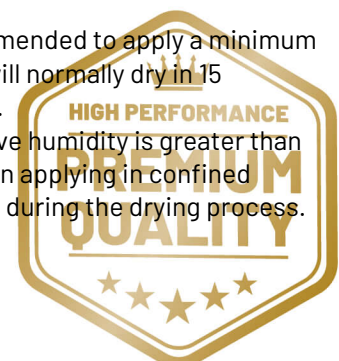 mended to apply a minimum
ill normally dry in 15
.
HIGH PERFORMANCE
ve humidity is greater than
PREMIUM
n applying in confined
during the drying process.
QUALITY